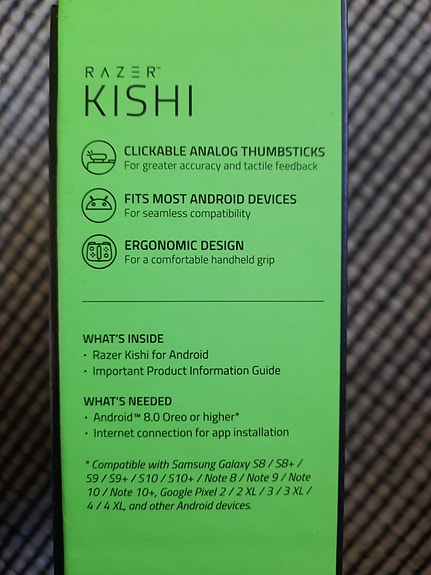 RAZER™
KISHI
CLICKABLE ANALOG THUMBSTICKS
For greater accuracy and tactile feedback
FITS MOST ANDROID DEVICES
For seamless compatibility
ERGONOMIC DESIGN
For a comfortable handheld grip
WHAT'S INSIDE
· Razer Kishi for Android
· Important Product Information Guide
WHAT'S NEEDED
· Android™ 8.0 Oreo or higher*
· Internet connection for app installation
* Compatible with Samsung Galaxy S8 / S8+ /
S9 / S9+ / S10 / S10+ / Note 8 / Note 9 / Note
10 / Note 10+, Google Pixel 2 / 2 XL / 3 / 3 XL /
4 / 4 XL, and other Android devices.